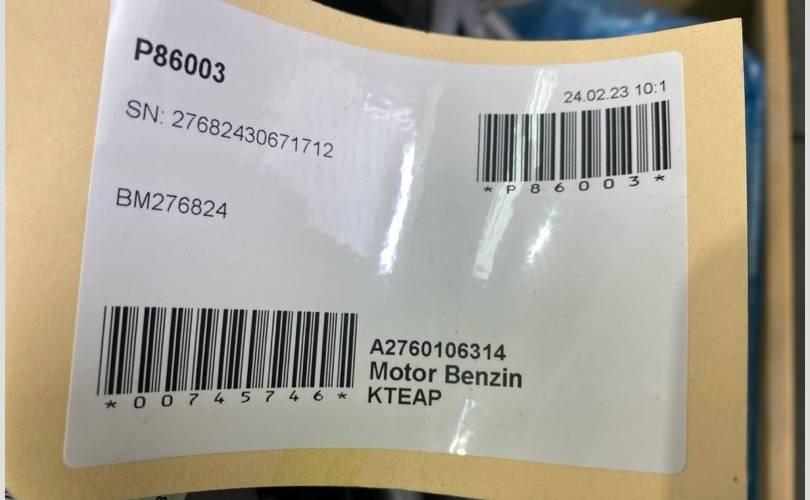 P86003
24.02.23 10:1
SN: 27682430671712
*P86003*
BM276824
A2760106314
Motor Benzin
*00745746*
KTEAP